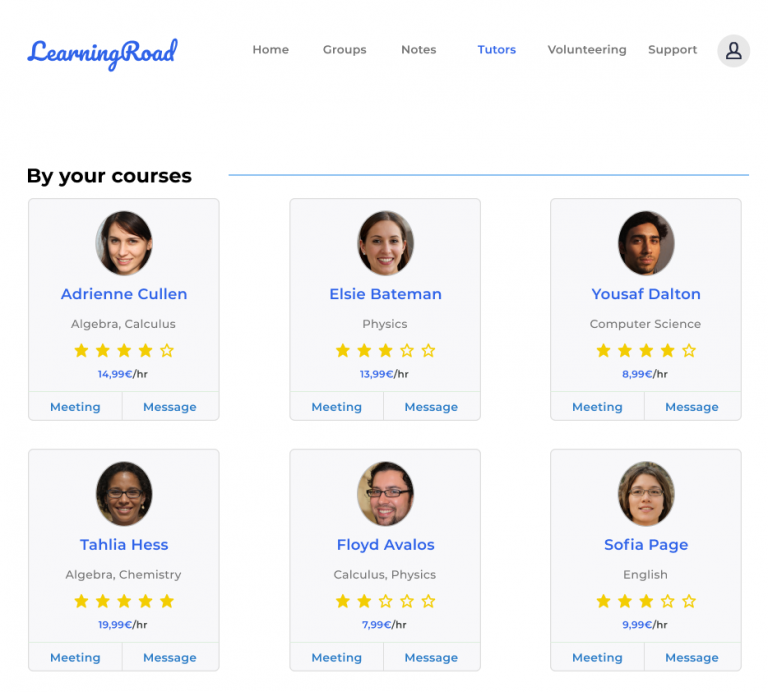 LearningRoad
Home Groups Notes Tutors Volunteering Support
By your courses
Adrienne Cullen
Algebra, Calculus
14,99€/hr
Meeting Message
Elsie Bateman
Physics
13,99€/hr
Meeting Message
Yousaf Dalton
Computer Science
8,99€/hr
Meeting Message
Tahlia Hess
Algebra, Chemistry
19,99€/hr
Meeting Message
Floyd Avalos
Calculus, Physics
7,99€/hr
Meeting Message
Sofia Page
English
9,99€/hr
Meeting Message